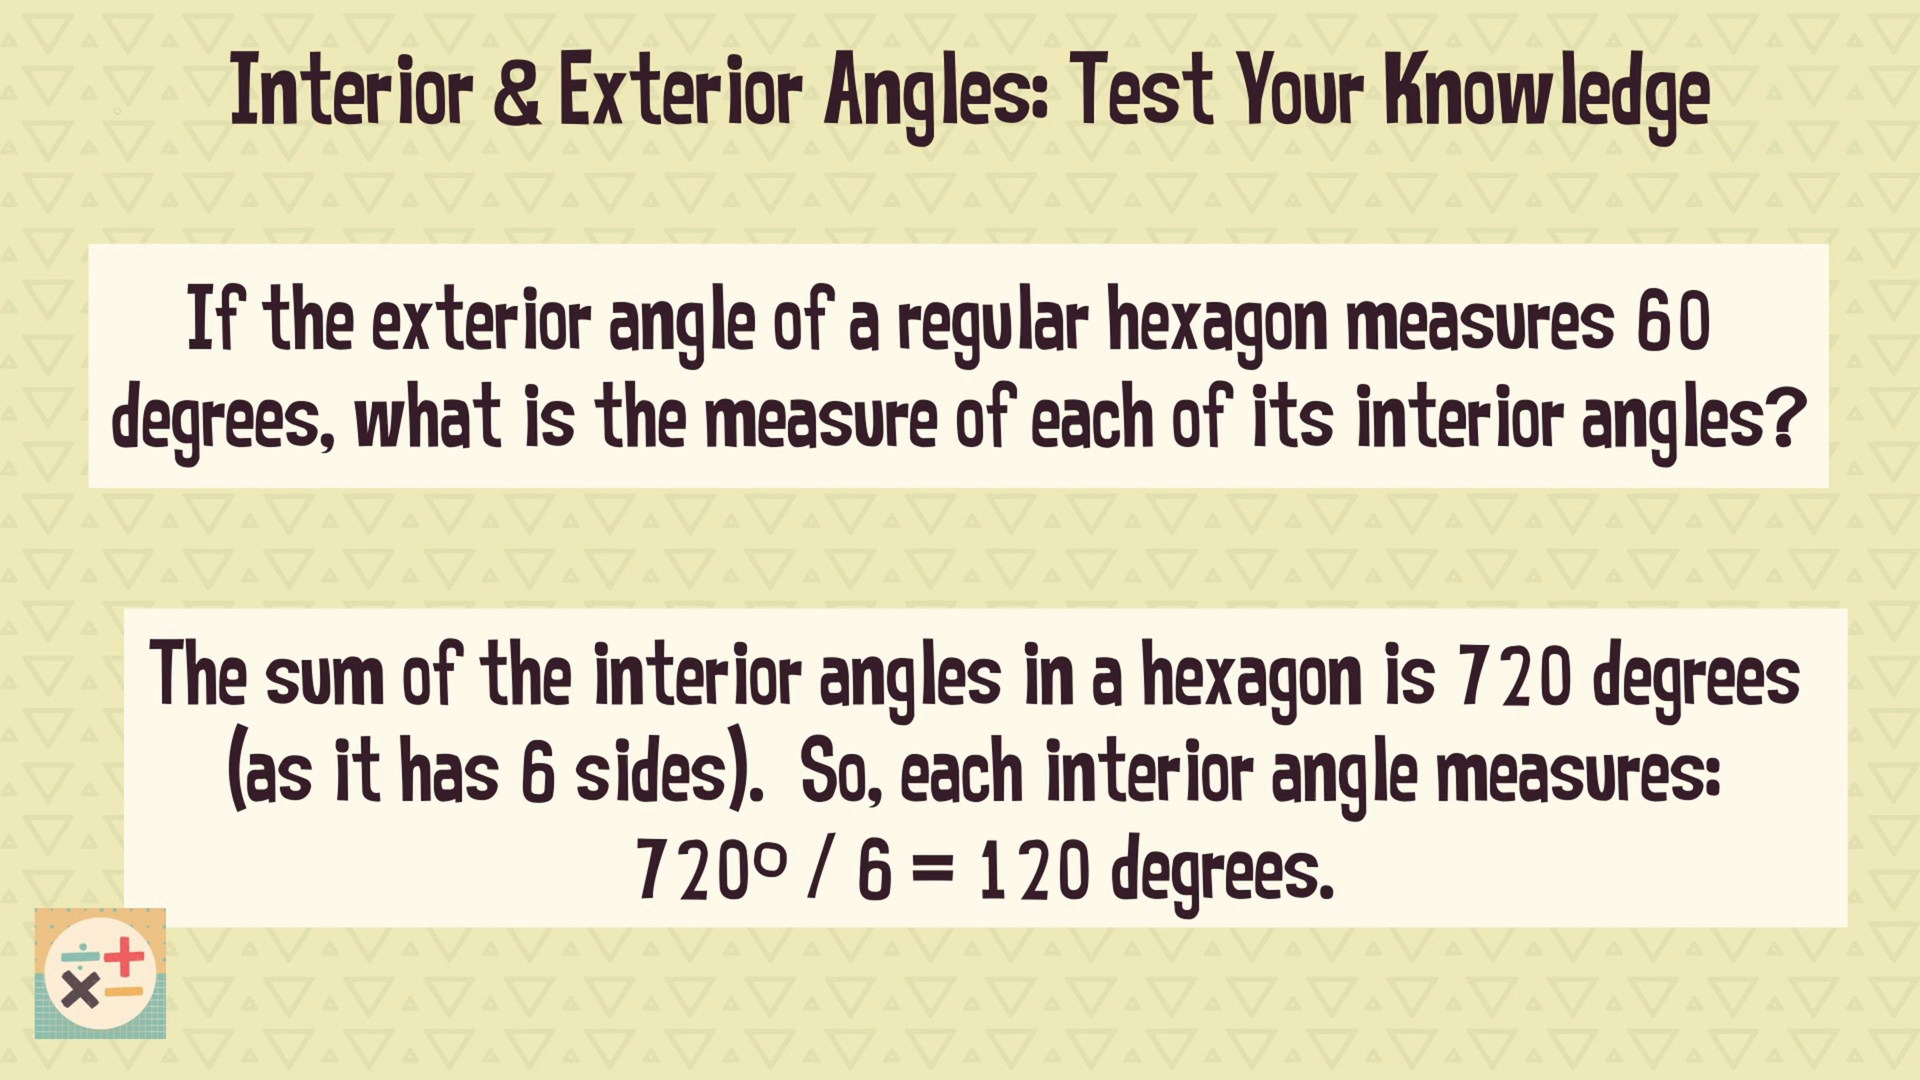 Interior & Exterior Angles: Test Your Knowledge
If the exterior angle of a regular hexagon measures 60
degrees, what is the measure of each of its interior angles?
The sum of the interior angles in a hexagon is 720 degrees
(as it has 6 sides). So, each interior angle measures:
720º / 6 = 120 degrees.